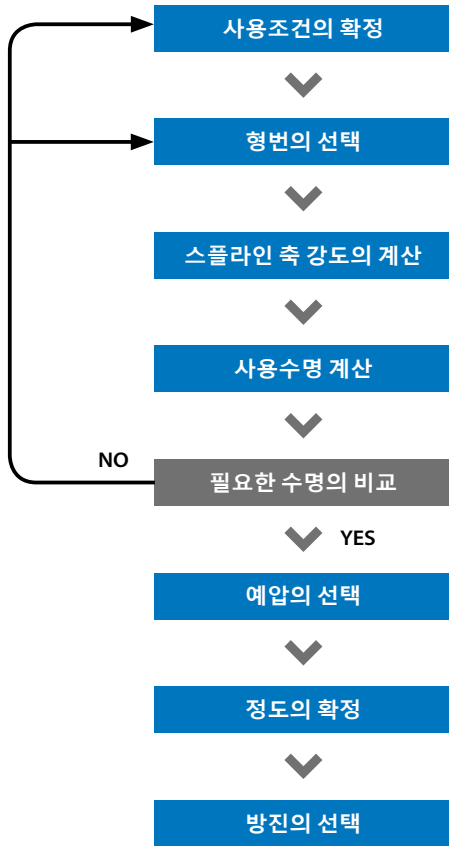 사용조건의 확정
형번의 선택
스플라인 축 강도의 계산
사용수명 계산
NO
필요한 수명의 비교
YES
예압의 선택
정도의 확정
방진의 선택